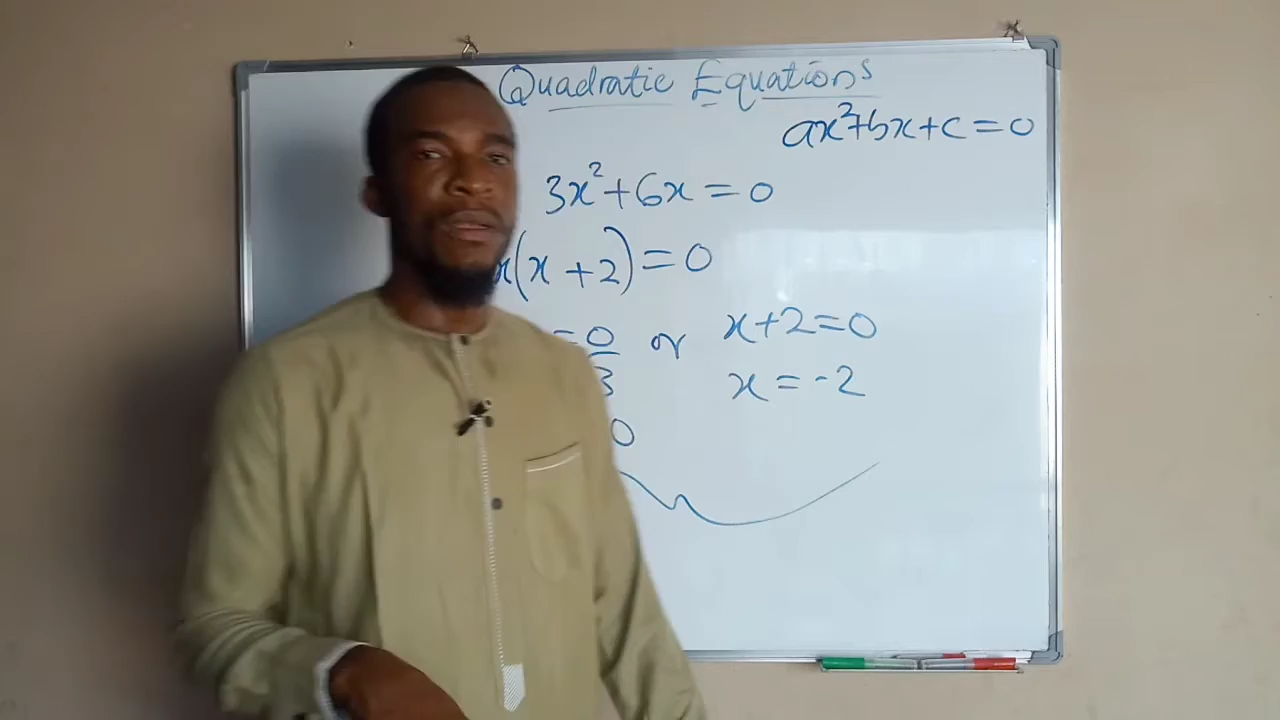 Quadratic Equations
ax²+bx+c=0
3x²+6x=0
x(x+2)=0
=0/3 or x+2=0
x=-2
0